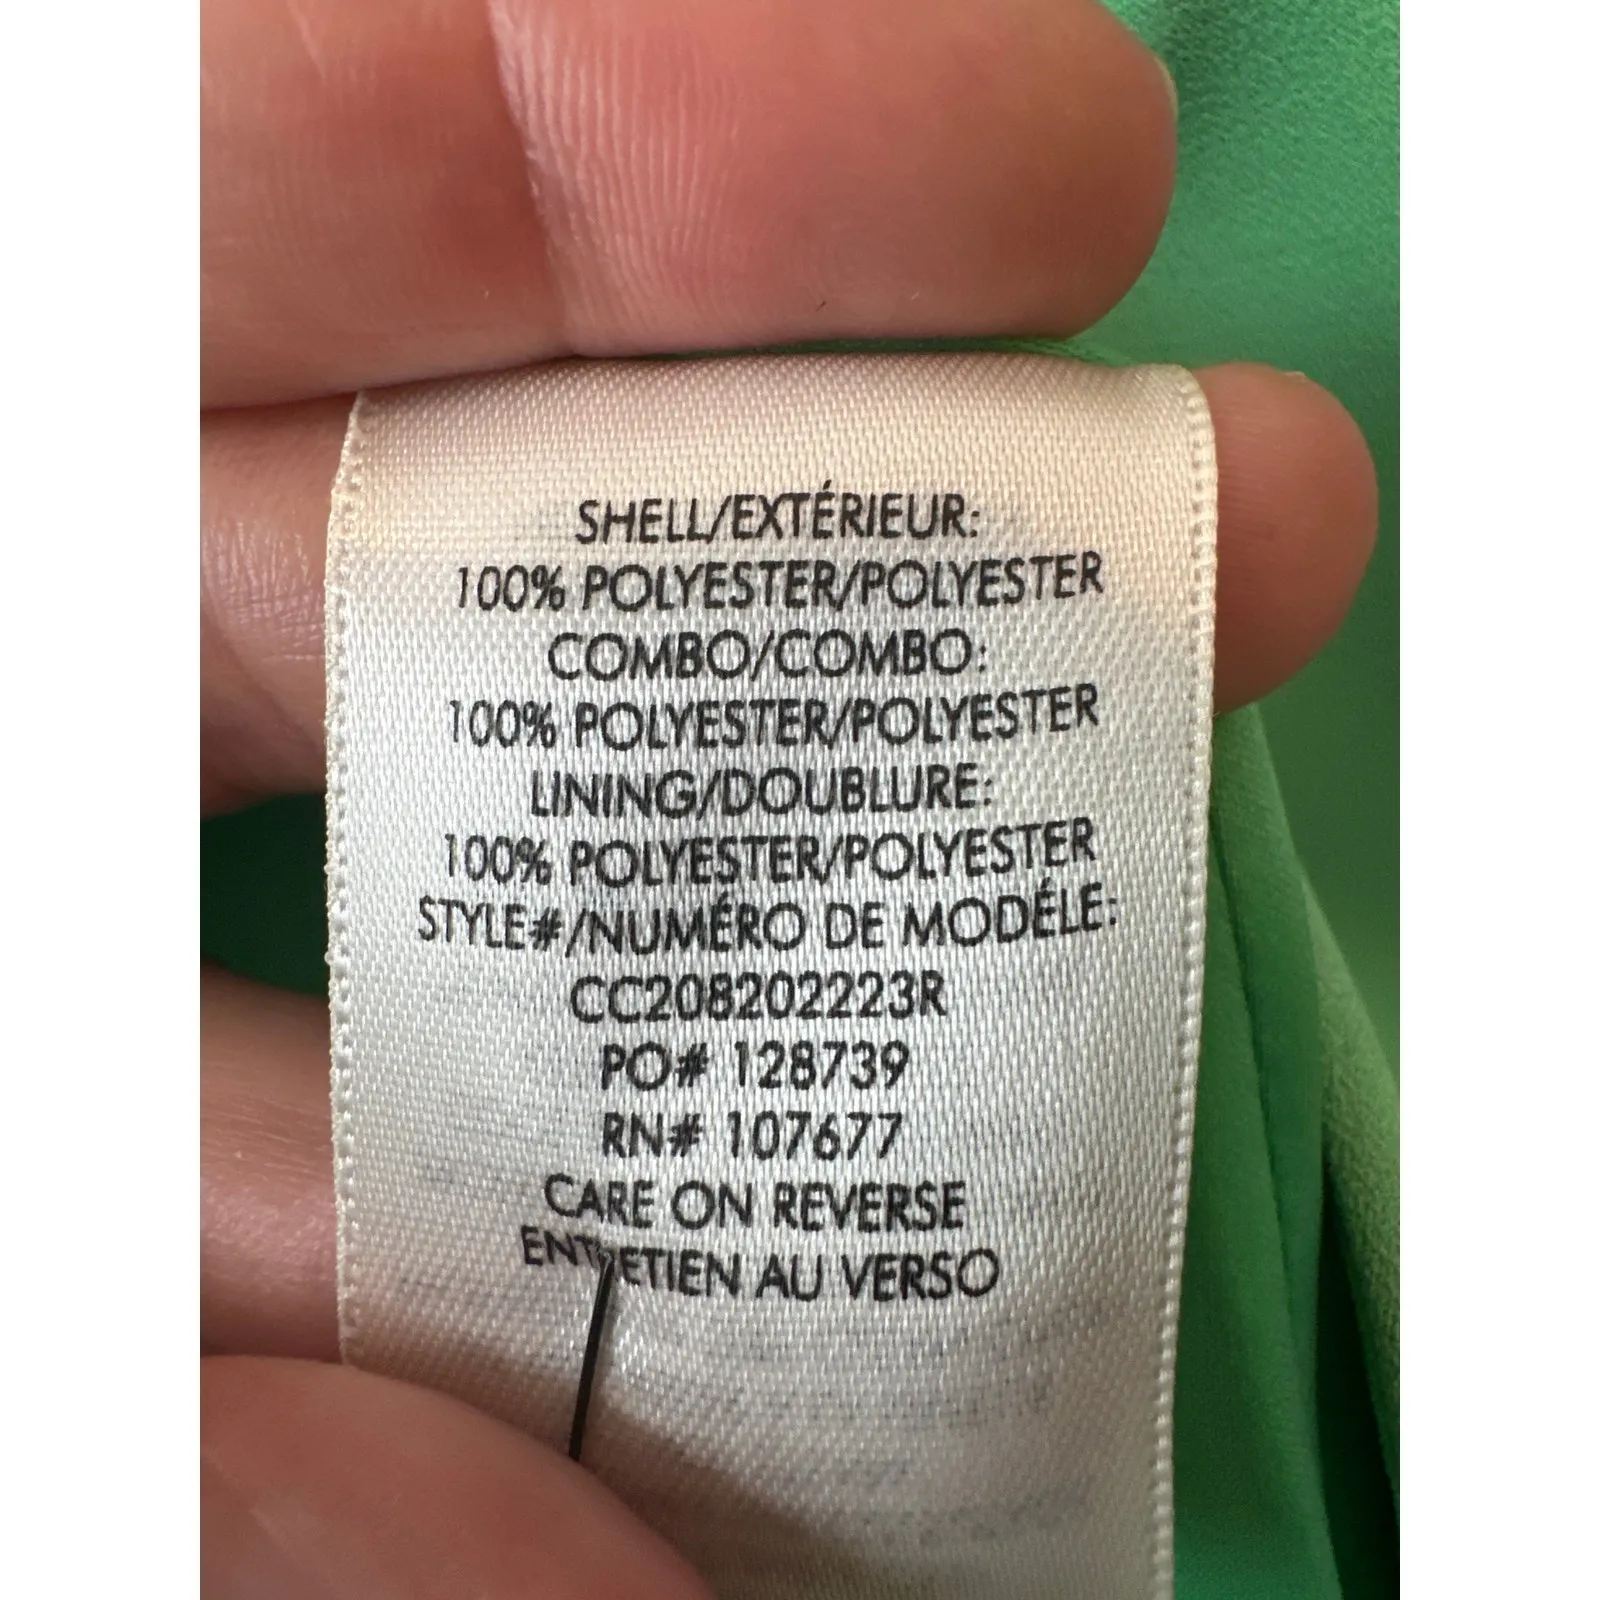 SHELL/EXTÉRIEUR:
100% POLYESTER/POLYESTER
COMBO/COMBO:
100% POLYESTER/POLYESTER
LINING/DOUBLURE:
100% POLYESTER/POLYESTER
STYLE#/NUMÉRO DE MODÉLE:
CC208202223R
PO# 128739
RN# 107677
CARE ON REVERSE
ENTRETIEN AU VERSO